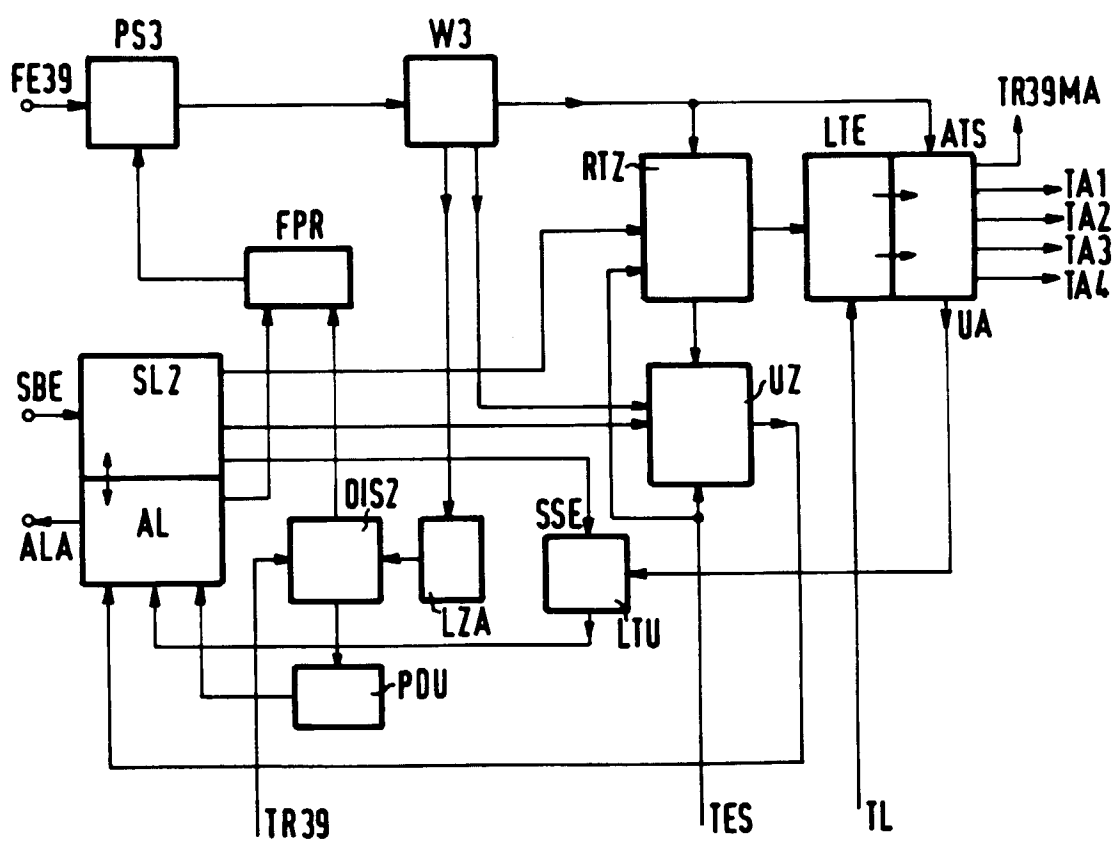 PS3
W3
FE39
TR39MA
LTE
ATS
RTZ
TA1
TA2
TA3
TA4
FPR
UA
SL2
SBE
UZ
DIS2
SSE
AL
ALA
LZA
LTU
PDU
TR39
TES
TL